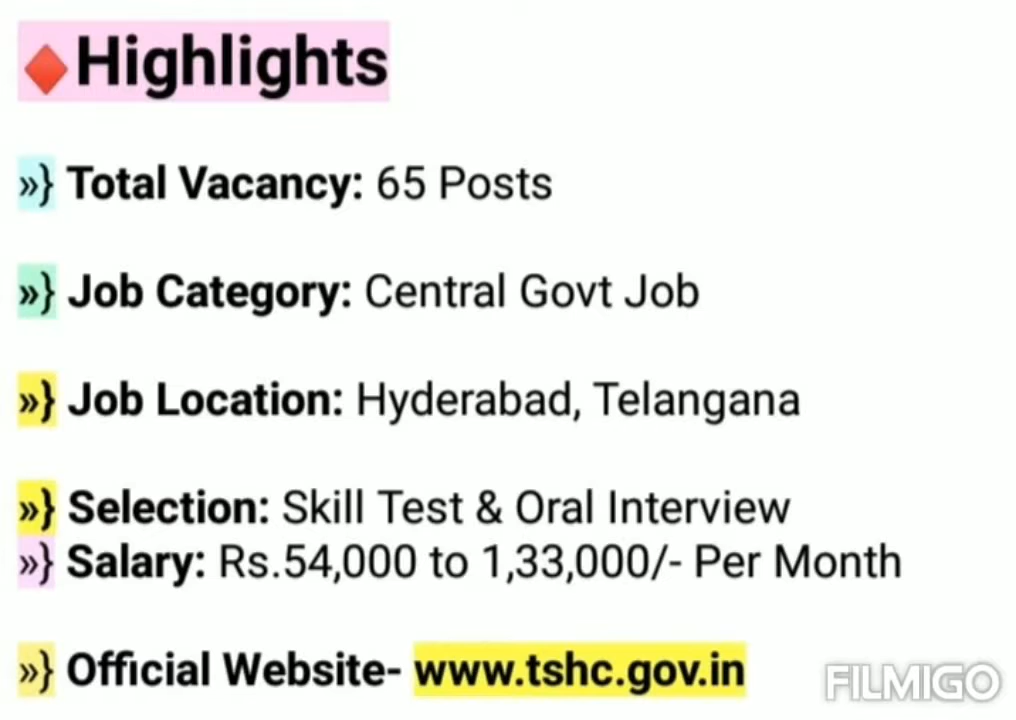 ♦Highlights
»} Total Vacancy: 65 Posts
»} Job Category: Central Govt Job
»} Job Location: Hyderabad, Telangana
»} Selection: Skill Test & Oral Interview
»} Salary: Rs.54,000 to 1,33,000/- Per Month
»} Official Website- www.tshc.gov.in
FILMIGO